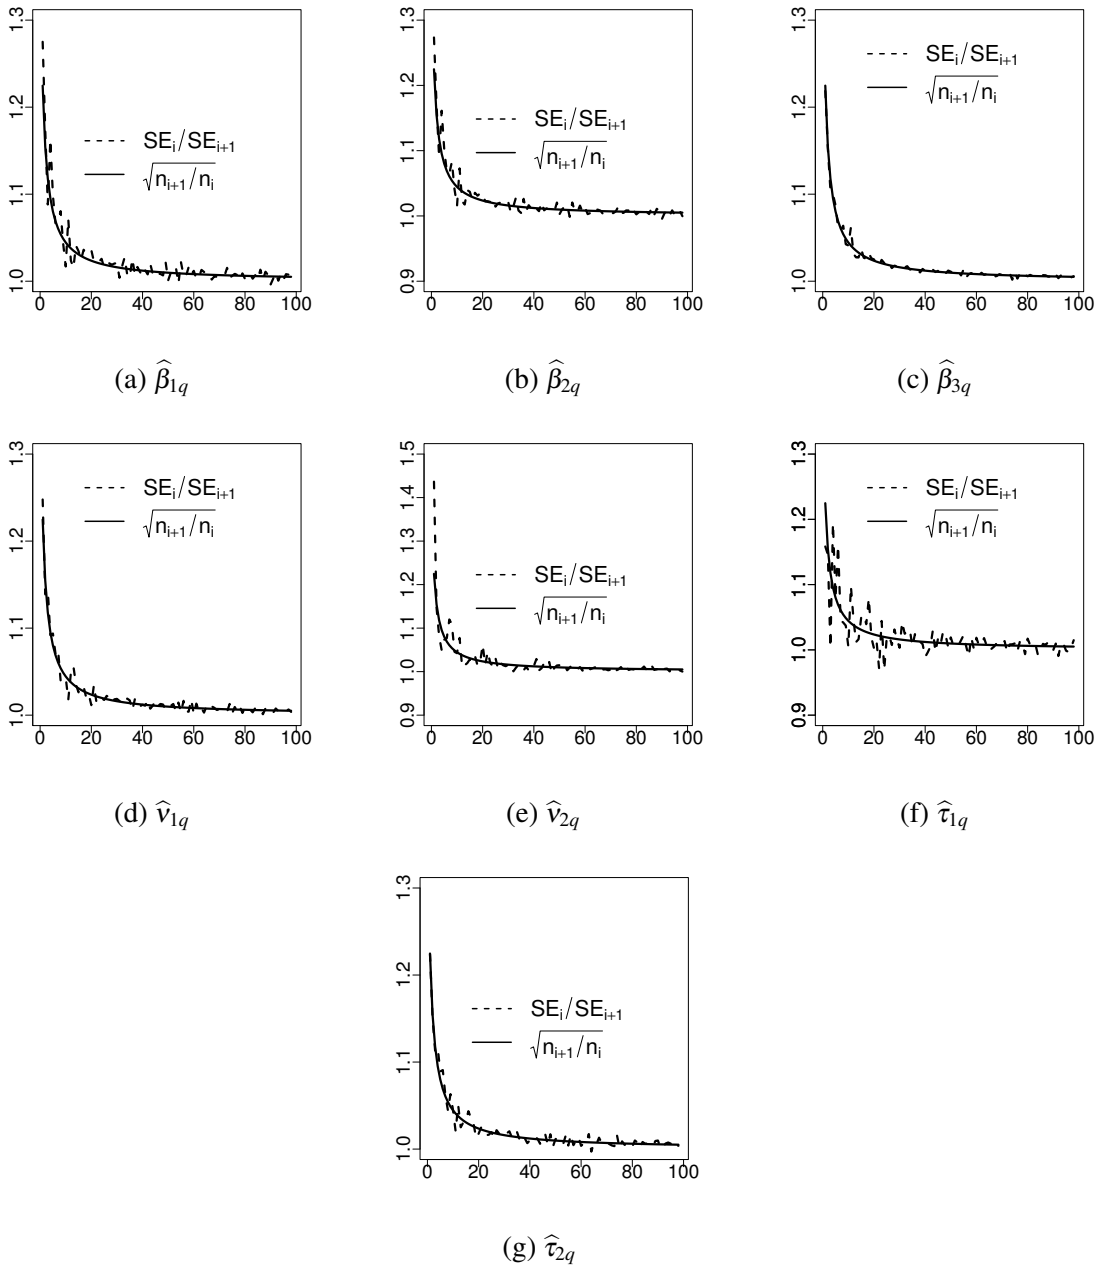 1.3
1.2
1.1
1.0
SE_i/SE_{i+1}
√n_{i+1}/n_i
0 20 40 60 80 100
(a) β̂_{1q}
1.3
1.2
1.1
1.0
0.9
SE_i/SE_{i+1}
√n_{i+1}/n_i
0 20 40 60 80 100
(b) β̂_{2q}
1.3
1.2
1.1
1.0
SE_i/SE_{i+1}
√n_{i+1}/n_i
0 20 40 60 80 100
(c) β̂_{3q}
1.3
1.2
1.1
1.0
SE_i/SE_{i+1}
√n_{i+1}/n_i
0 20 40 60 80 100
(d) ν̂_{1q}
1.5
1.4
1.3
1.2
1.1
1.0
0.9
SE_i/SE_{i+1}
√n_{i+1}/n_i
0 20 40 60 80 100
(e) ν̂_{2q}
1.3
1.2
1.1
1.0
0.9
SE_i/SE_{i+1}
√n_{i+1}/n_i
0 20 40 60 80 100
(f) τ̂_{1q}
1.3
1.2
1.1
1.0
SE_i/SE_{i+1}
√n_{i+1}/n_i
0 20 40 60 80 100
(g) τ̂_{2q}